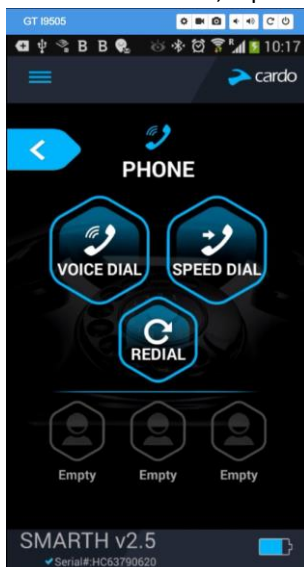 GT I9505
B B 10:17
cardo
PHONE
VOICE DIAL SPEED DIAL
REDIAL
Empty Empty Empty
SMARTH v2.5
Serial#:HC63790620